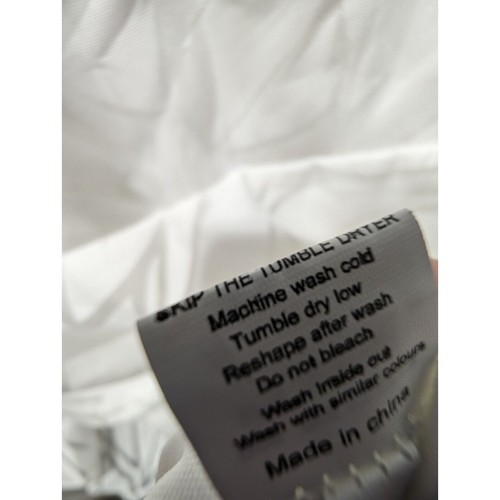 SKIP THE TUMBLE DRYER
Machine wash cold
Tumble dry low
Reshape after wash
Do not bleach
Wash inside out
Wash with similar colours
Made in china